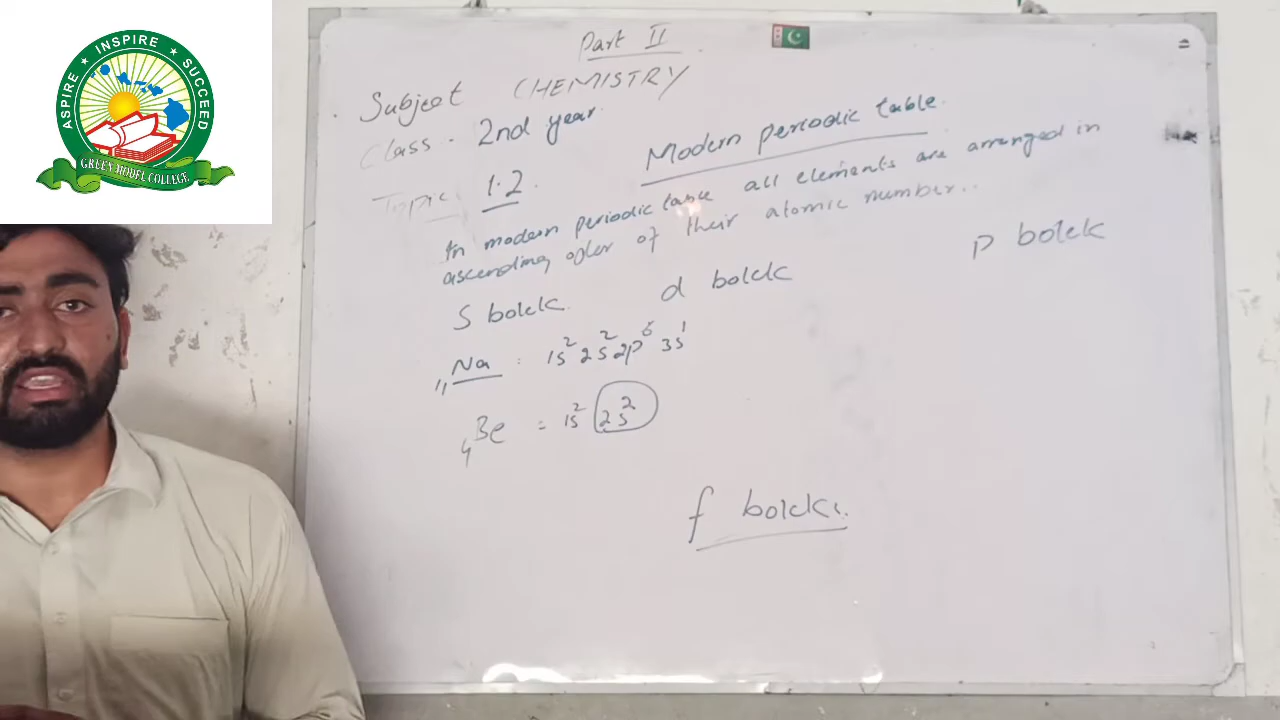 ASPIRE ★ INSPIRE ★ SUCCEED
GREEN MODEL COLLEGE
Part II
Subject CHEMISTRY
Class . 2nd year
Topic 1.2.
Modern periodic table.
In modern periodic table all elements are arranged in
ascending of their atomic number..
S bolck. d bolck p bolck
₁₁Na : 1s² 2s² 2p⁶ 3s¹
₄Be = 1s² 2s²
f bolck.